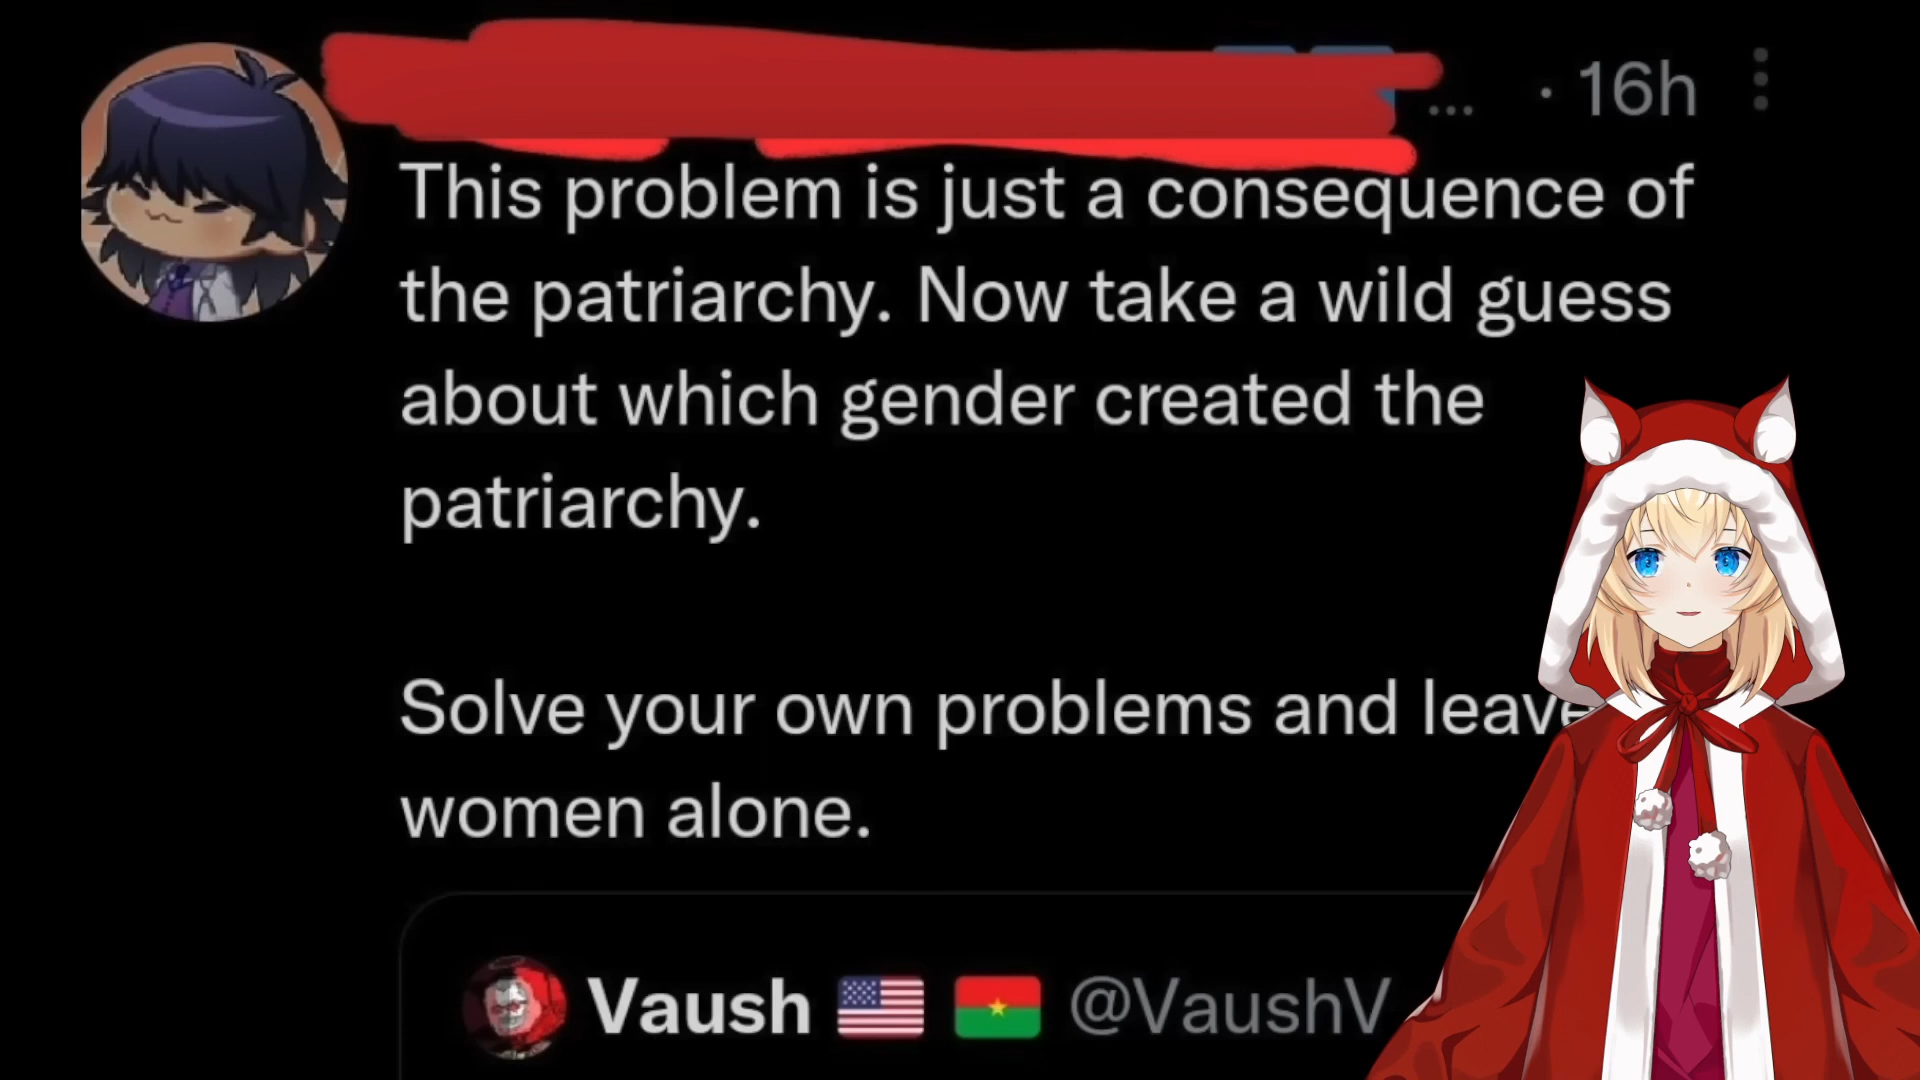 ... · 16h
This problem is just a consequence of
the patriarchy. Now take a wild guess
about which gender created the
patriarchy.
Solve your own problems and leave
women alone.
Vaush 🇺🇸 🇧🇫 @VaushV